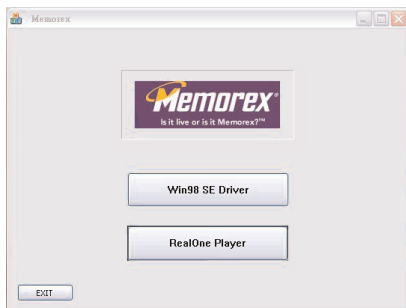 Memorex
Memorex®
Is it live or is it Memorex?™
Win98 SE Driver
RealOne Player
EXIT